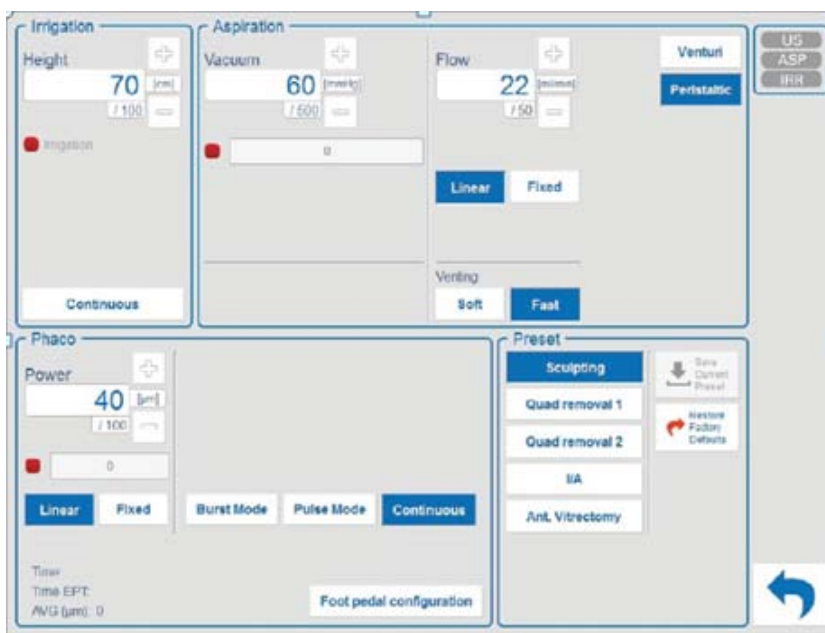 Irrigation
Height
70 [cm]
/ 100
Irrigation
Continuous
Aspiration
Vacuum
60 [mmHg]
/ 500
0
Flow
22 [ml/min]
/ 50
Linear Fixed
Venting
Soft Fast
Venturi
Peristaltic
US
ASP
IRR
Phaco
Power
40 [µm]
/ 100
0
Linear Fixed
Burst Mode Pulse Mode Continuous
Timer
Time EPT:
AVG (µm): 0
Foot pedal configuration
Preset
Sculpting
Quad removal 1
Quad removal 2
I/A
Ant. Vitrectomy
Save
Current
Preset
Restore
Factory
Defaults